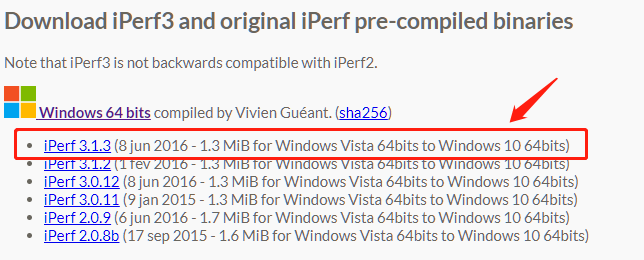 Download iPerf3 and original iPerf pre-compiled binaries
Note that iPerf3 is not backwards compatible with iPerf2.
Windows 64 bits compiled by Vivien Guéant. (sha256)
• iPerf 3.1.3 (8 jun 2016 - 1.3 MiB for Windows Vista 64bits to Windows 10 64bits)
• iPerf 3.1.2 (1 fev 2016 - 1.3 MiB for Windows Vista 64bits to Windows 10 64bits)
• iPerf 3.0.12 (8 jun 2016 - 1.3 MiB for Windows Vista 64bits to Windows 10 64bits)
• iPerf 3.0.11 (9 jan 2015 - 1.3 MiB for Windows Vista 64bits to Windows 10 64bits)
• iPerf 2.0.9 (6 jun 2016 - 1.7 MiB for Windows Vista 64bits to Windows 10 64bits)
• iPerf 2.0.8b (17 sep 2015 - 1.6 MiB for Windows Vista 64bits to Windows 10 64bits)